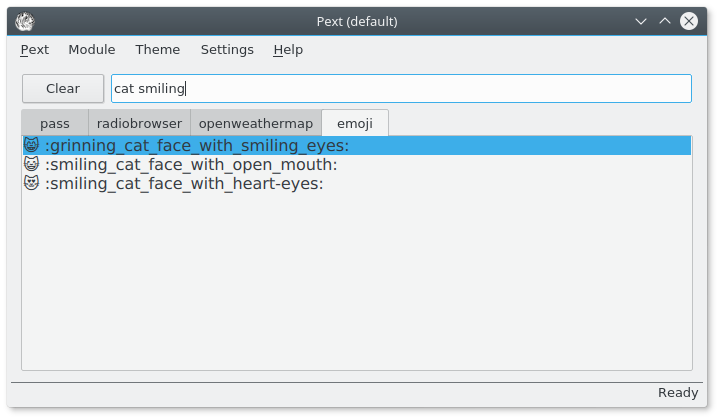 Pext (default)
Pext Module Theme Settings Help
Clear cat smiling
pass radiobrowser openweathermap emoji
😸 :grinning_cat_face_with_smiling_eyes:
😺 :smiling_cat_face_with_open_mouth:
😻 :smiling_cat_face_with_heart-eyes:
Ready